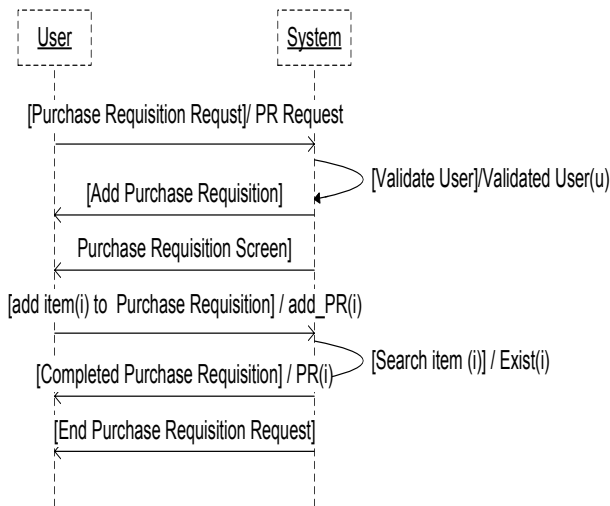 User
System
[Purchase Requisition Requst]/ PR Request
[Validate User]/Validated User(u)
[Add Purchase Requisition]
Purchase Requisition Screen]
[add item(i) to Purchase Requisition] / add_PR(i)
[Search item (i)] / Exist(i)
[Completed Purchase Requisition] / PR(i)
[End Purchase Requisition Request]